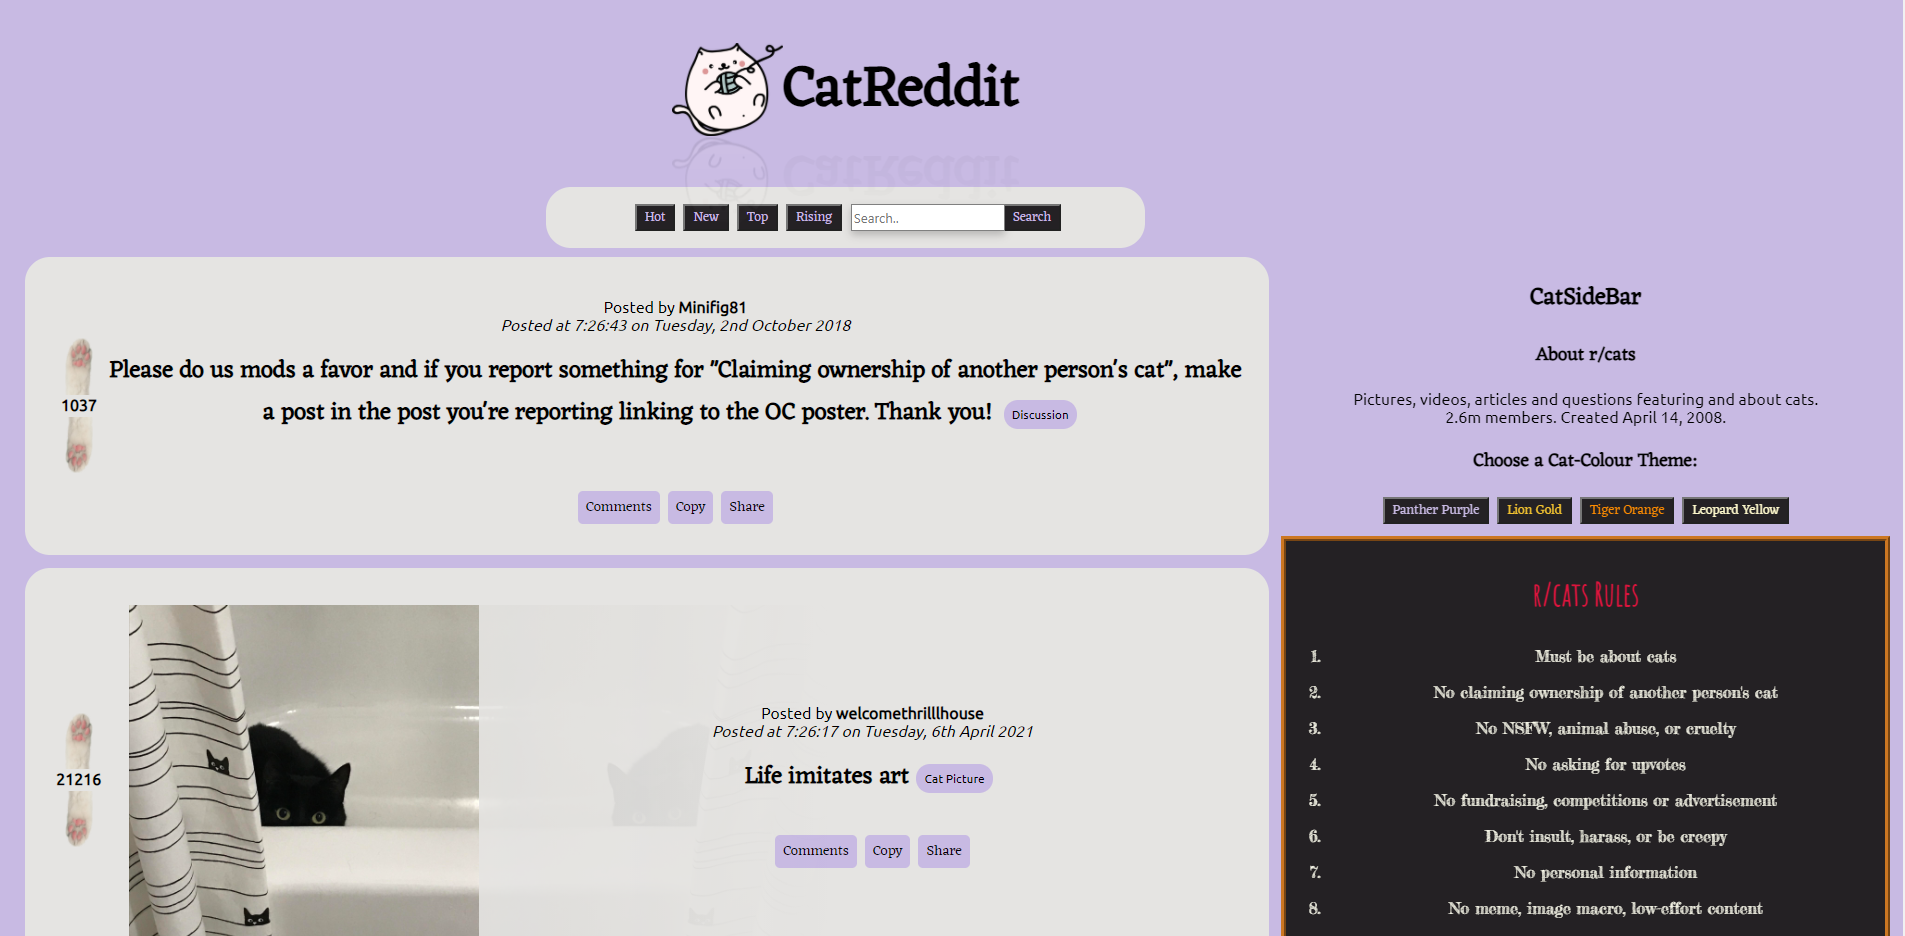 CatReddit
Hot New Top Rising Search.. Search
Posted by Minifig81
Posted at 7:26:43 on Tuesday, 2nd October 2018
1037
Please do us mods a favor and if you report something for "Claiming ownership of another person's cat", make
a post in the post you're reporting linking to the OC poster. Thank you! Discussion
Comments Copy Share
21216
Posted by welcomethrilllhouse
Posted at 7:26:17 on Tuesday, 6th April 2021
Life imitates art Cat Picture
Comments Copy Share
CatSideBar
About r/cats
Pictures, videos, articles and questions featuring and about cats.
2.6m members. Created April 14, 2008.
Choose a Cat-Colour Theme:
Panther Purple Lion Gold Tiger Orange Leopard Yellow
r/cats Rules
1. Must be about cats
2. No claiming ownership of another person's cat
3. No NSFW, animal abuse, or cruelty
4. No asking for upvotes
5. No fundraising, competitions or advertisement
6. Don't insult, harass, or be creepy
7. No personal information
8. No meme, image macro, low-effort content